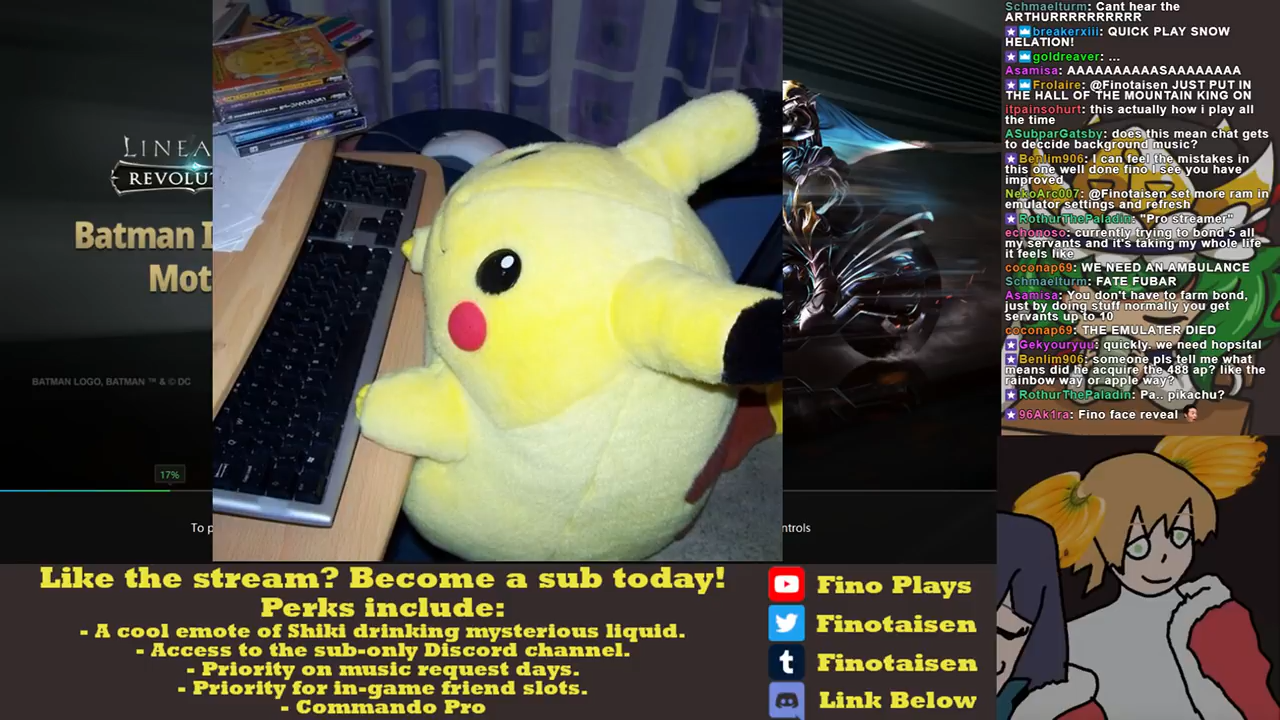 LINEA
REVOLUT
Batman I
Mot
BATMAN LOGO, BATMAN ™ & © DC
17%
To p
ntrols
Schmaelturm: Cant hear the
ARTHURRRRRRRRRR
breakerxiii: QUICK PLAY SNOW
HELATION!
goldreaver: ...
Asamisa: AAAAAAAAAASAAAAAAAA
Frolaire: @Finotaisen JUST PUT IN
THE HALL OF THE MOUNTAIN KING ON
itpainsohurt: this actually how i play all
the time
ASubparGatsby: does this mean chat gets
to deccide background music?
Benlim906: I can feel the mistakes in
this one well done fino I see you have
improved
NekoArc007: @Finotaisen set more ram in
emulator settings and refresh
RothurThePaladin: "Pro streamer"
echonoso: currently trying to bond 5 all
my servants and it's taking my whole life
it feels like
coconap69: WE NEED AN AMBULANCE
Schmaelturm: FATE FUBAR
Asamisa: You don't have to farm bond,
just by doing stuff normally you get
servants up to 10
coconap69: THE EMULATER DIED
Gekyouryuu: quickly. we need hopsital
Benlim906: someone pls tell me what
means did he acquire the 488 ap? like the
rainbow way or apple way?
RothurThePaladin: Pa.. pikachu?
96Ak1ra: Fino face reveal
Like the stream? Become a sub today!
Perks include:
- A cool emote of Shiki drinking mysterious liquid.
- Access to the sub-only Discord channel.
- Priority on music request days.
- Priority for in-game friend slots.
- Commando Pro
Fino Plays
Finotaisen
Finotaisen
Link Below